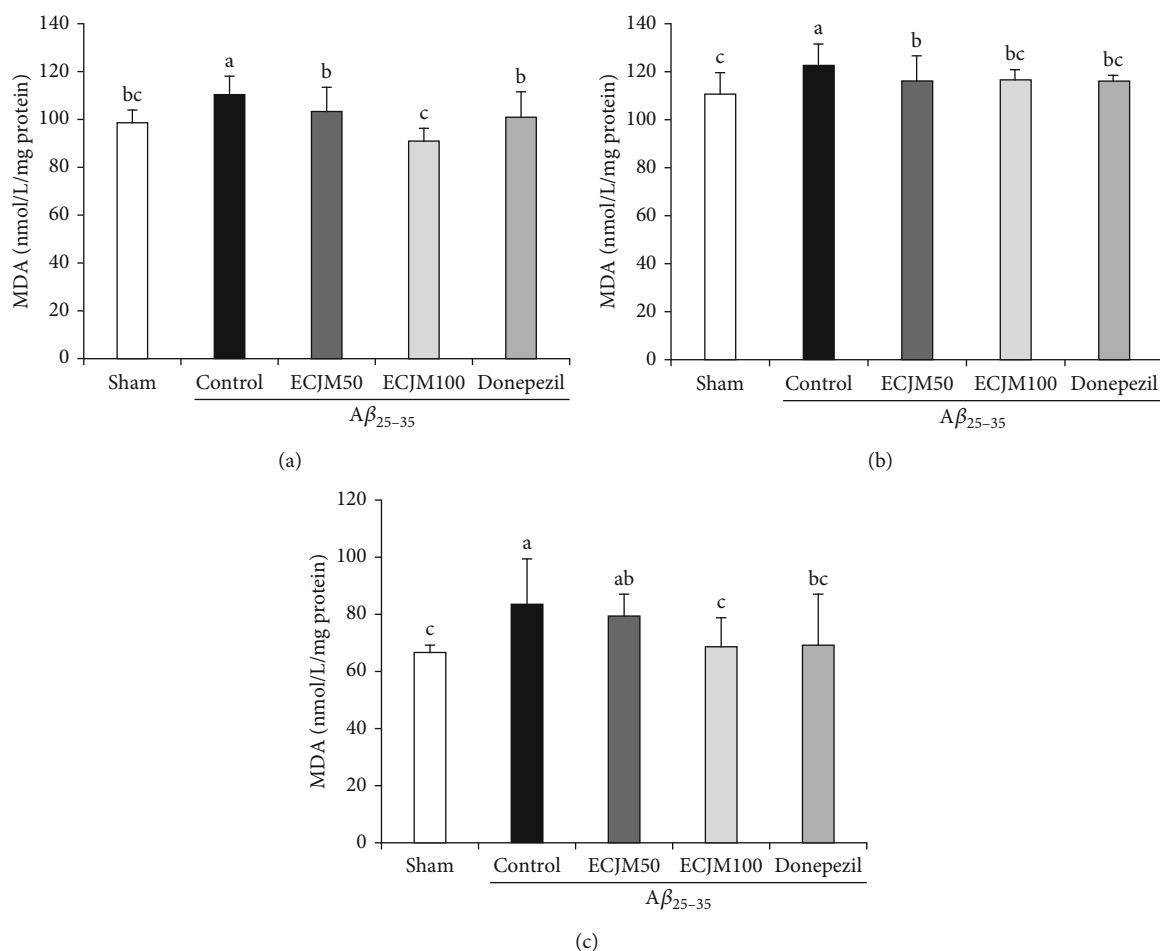 MDA (nmol/L/mg protein)
140
120
100
80
60
40
20
0
bc
a
b
c
b
Sham
Control
ECJM50
ECJM100
Donepezil
Aβ25–35
(a)
MDA (nmol/L/mg protein)
140
120
100
80
60
40
20
0
c
a
b
bc
bc
Sham
Control
ECJM50
ECJM100
Donepezil
Aβ25–35
(b)
MDA (nmol/L/mg protein)
120
100
80
60
40
20
0
c
a
ab
c
bc
Sham
Control
ECJM50
ECJM100
Donepezil
Aβ25–35
(c)